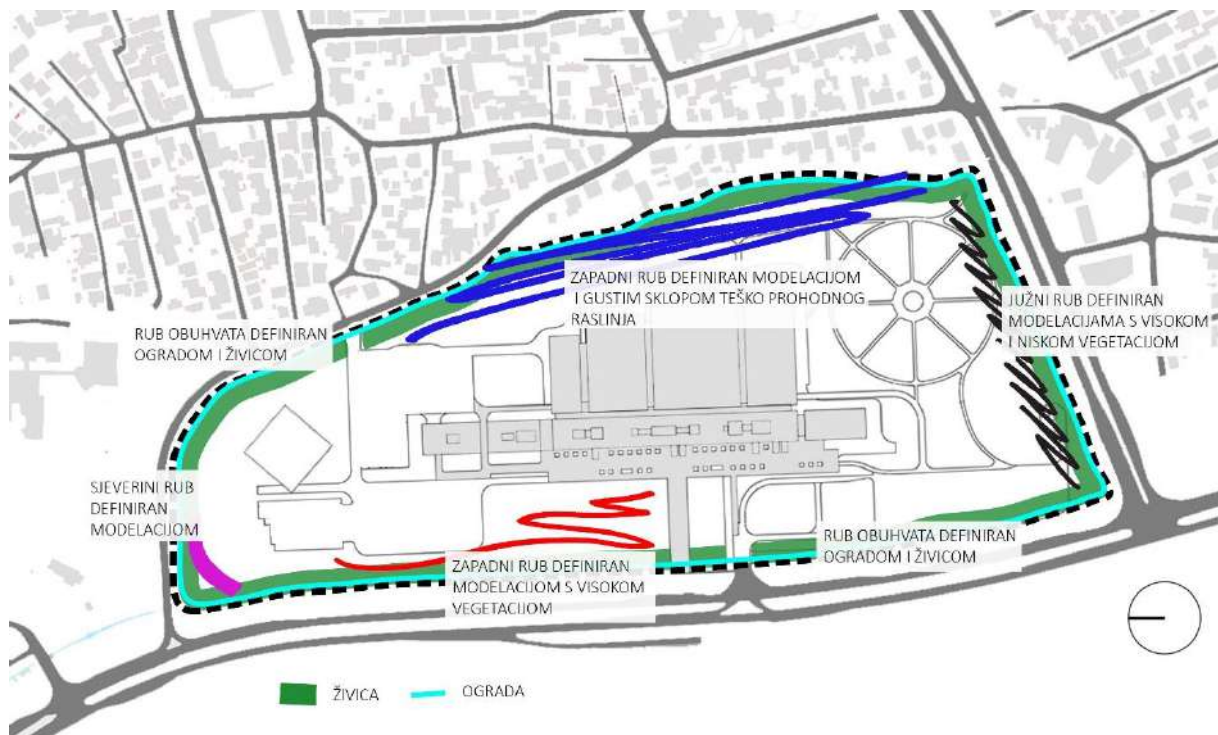 ZAPADNI RUB DEFINIRAN MODELACIJOM
I GUSTIM SKLOPOM TEŠKO PROHODNOG
RASLINJA
JUŽNI RUB DEFINIRAN
MODELACIJAMA S VISOKOM
I NISKOM VEGETACIJOM
RUB OBUHVATA DEFINIRAN
OGRADOM I ŽIVICOM
SJEVERINI RUB
DEFINIRAN
MODELACIJOM
RUB OBUHVATA DEFINIRAN
OGRADOM I ŽIVICOM
ZAPADNI RUB DEFINIRAN
MODELACIJOM S VISOKOM
VEGETACIJOM
ŽIVICA
OGRADA